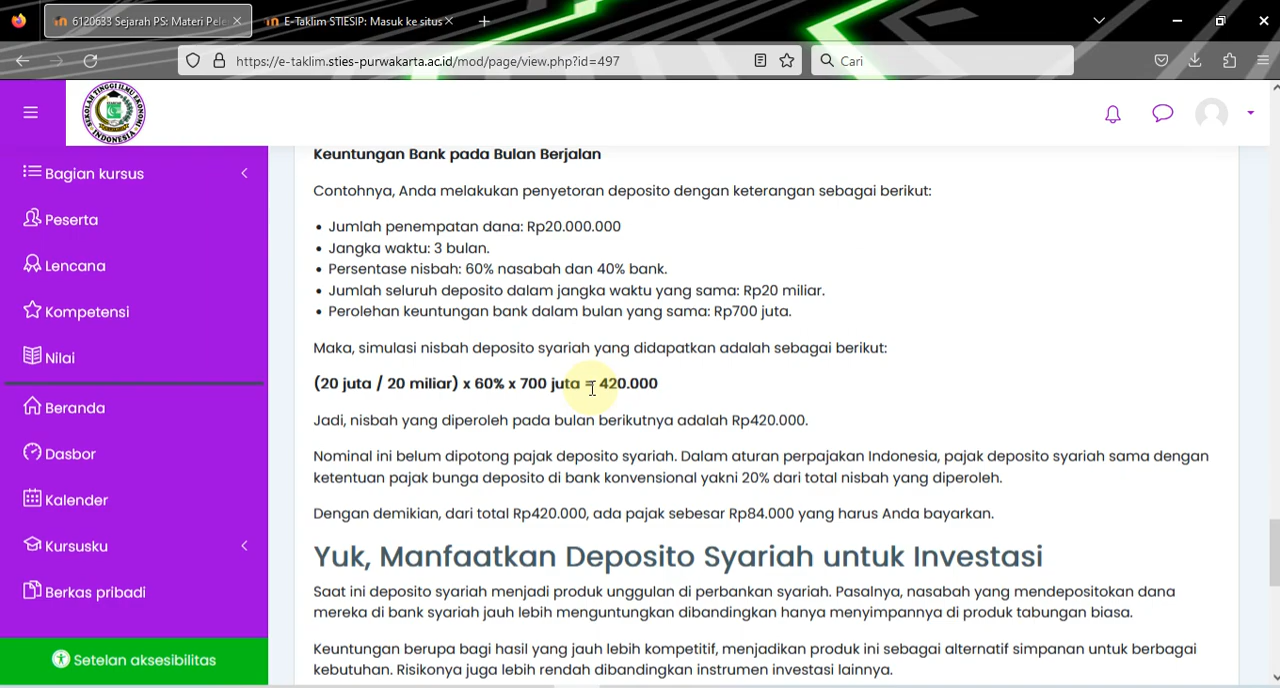 6120633 Sejarah PS: Materi Pele
E-Taklim STIESIP: Masuk ke situs
https://e-taklim.sties-purwakarta.ac.id/mod/page/view.php?id=497
Cari
SEKOLAH TINGGI ILMU EKONOMI
INDONESIA
Bagian kursus
Peserta
Lencana
Kompetensi
Nilai
Beranda
Dasbor
Kalender
Kursusku
Berkas pribadi
Setelan aksesibilitas
Keuntungan Bank pada Bulan Berjalan
Contohnya, Anda melakukan penyetoran deposito dengan keterangan sebagai berikut:
• Jumlah penempatan dana: Rp20.000.000
• Jangka waktu: 3 bulan.
• Persentase nisbah: 60% nasabah dan 40% bank.
• Jumlah seluruh deposito dalam jangka waktu yang sama: Rp20 miliar.
• Perolehan keuntungan bank dalam bulan yang sama: Rp700 juta.
Maka, simulasi nisbah deposito syariah yang didapatkan adalah sebagai berikut:
(20 juta / 20 miliar) x 60% x 700 juta = 420.000
Jadi, nisbah yang diperoleh pada bulan berikutnya adalah Rp420.000.
Nominal ini belum dipotong pajak deposito syariah. Dalam aturan perpajakan Indonesia, pajak deposito syariah sama dengan
ketentuan pajak bunga deposito di bank konvensional yakni 20% dari total nisbah yang diperoleh.
Dengan demikian, dari total Rp420.000, ada pajak sebesar Rp84.000 yang harus Anda bayarkan.
Yuk, Manfaatkan Deposito Syariah untuk Investasi
Saat ini deposito syariah menjadi produk unggulan di perbankan syariah. Pasalnya, nasabah yang mendepositokan dana
mereka di bank syariah jauh lebih menguntungkan dibandingkan hanya menyimpannya di produk tabungan biasa.
Keuntungan berupa bagi hasil yang jauh lebih kompetitif, menjadikan produk ini sebagai alternatif simpanan untuk berbagai
kebutuhan. Risikonya juga lebih rendah dibandingkan instrumen investasi lainnya.